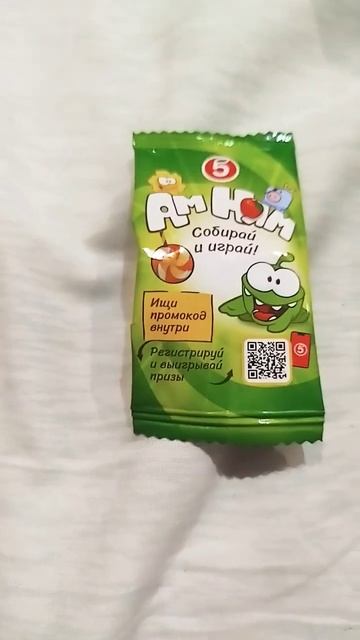 5
Ам Ням
Собирай
и играй!
Ищи
промокод
внутри
Регистрируй
и выигрывай
призы
5